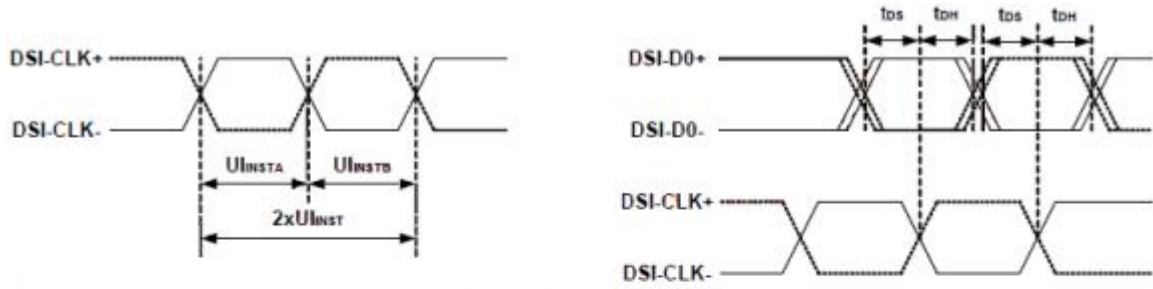 DSI-CLK+
DSI-CLK-
UIINSTA
UIINSTB
2xUIINST
tDS tDH tDS tDH
DSI-D0+
DSI-D0-
DSI-CLK+
DSI-CLK-